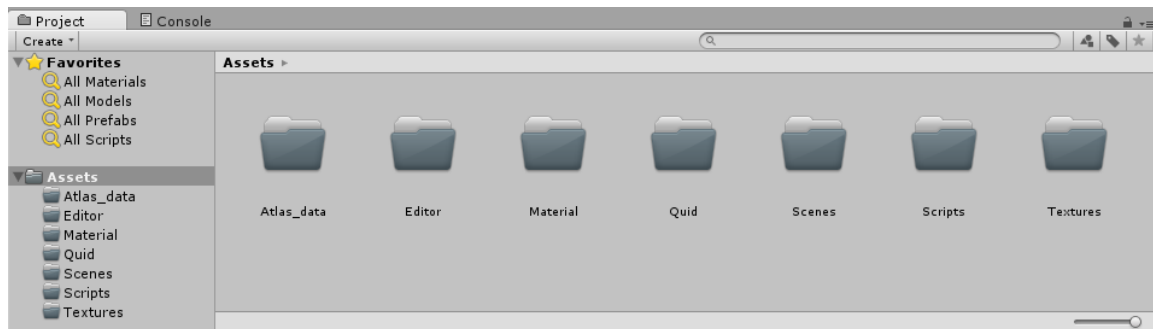 Project Console
Create
Favorites
All Materials
All Models
All Prefabs
All Scripts
Assets
Atlas_data
Editor
Material
Quid
Scenes
Scripts
Textures
Assets
Atlas_data Editor Material Quid Scenes Scripts Textures